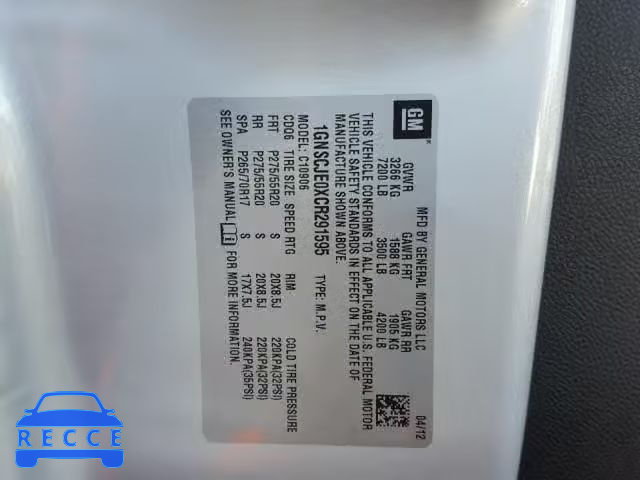 GM
MFD BY GENERAL MOTORS LLC
04/12
GVWR GAWR FRT GAWR RR
3266 KG 1588 KG 1905 KG
7200 LB 3500 LB 4200 LB
THIS VEHICLE CONFORMS TO ALL APPLICABLE U.S. FEDERAL MOTOR
VEHICLE SAFETY STANDARDS IN EFFECT ON THE DATE OF
MANUFACTURE SHOWN ABOVE.
1GNSCJE0XCR291595 TYPE: M.P.V.
MODEL: C10906
CDQ6 TIRE SIZE SPEED RTG RIM COLD TIRE PRESSURE
FRT P275/55R20 S 20X8.5J 220KPA(32PSI)
RR P275/55R20 S 20X8.5J 220KPA(32PSI)
SPA P265/70R17 S 17X7.5J 240KPA(35PSI)
SEE OWNER'S MANUAL FOR MORE INFORMATION.
RECCE